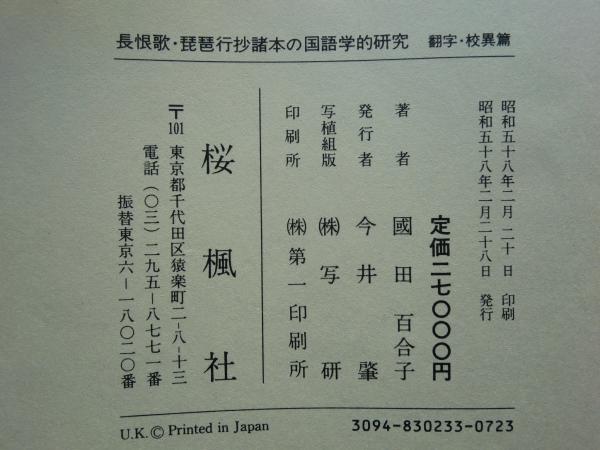 長恨歌・琵琶行抄諸本の国語学的研究 翻字・校異篇
昭和五十八年二月二十日 印刷
昭和五十八年二月二十八日 発行
定価二七〇〇〇円
著者 國田百合子
発行者 今井肇
写植組版 ㈱写研
印刷所 ㈱第一印刷所
桜楓社
〒101 東京都千代田区猿楽町二-八-十三
電話(〇三)二九五-八七七一番
振替東京六-一八〇二〇番
U.K.© Printed in Japan 3094-830233-0723